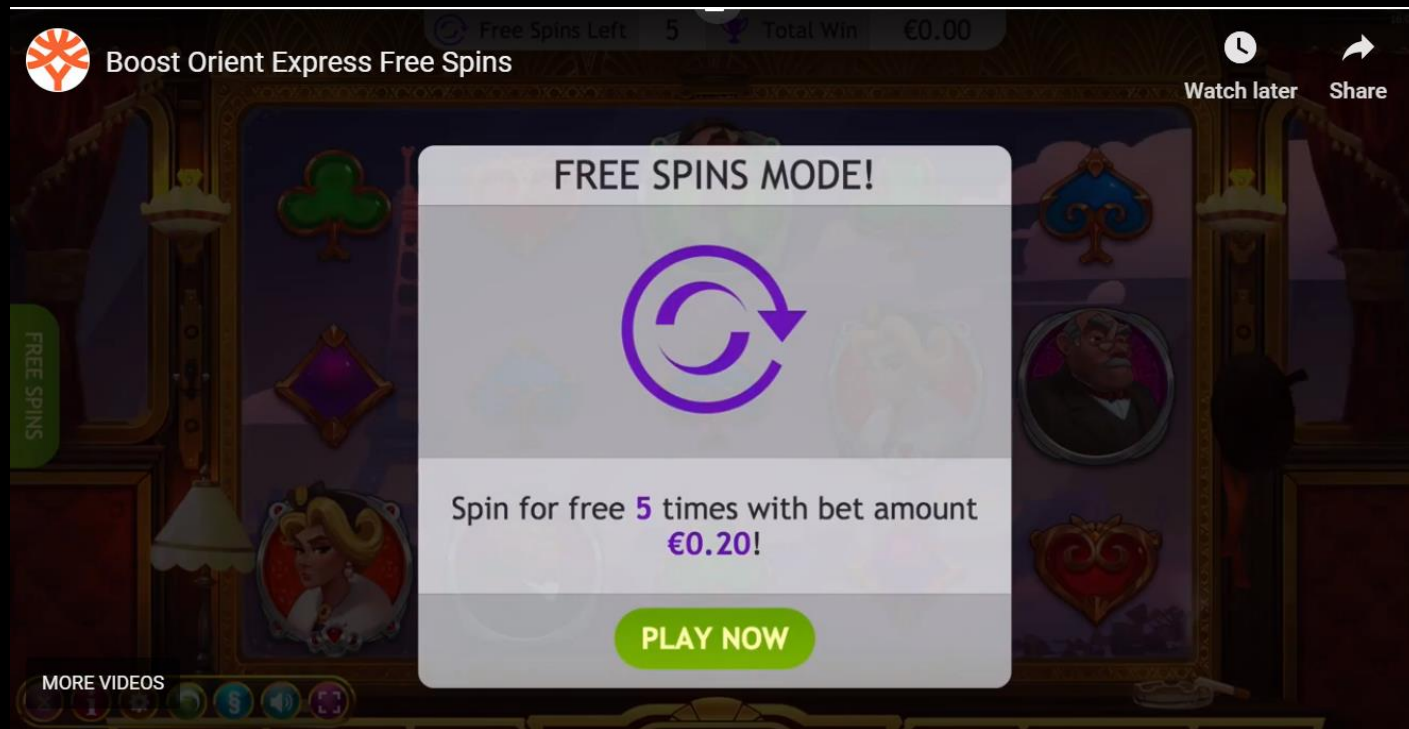 Free Spins Left 5 Total Win €0.00
Boost Orient Express Free Spins
Watch later
Share
FREE SPINS MODE!
FREE SPINS
Spin for free 5 times with bet amount
€0.20!
PLAY NOW
MORE VIDEOS
§